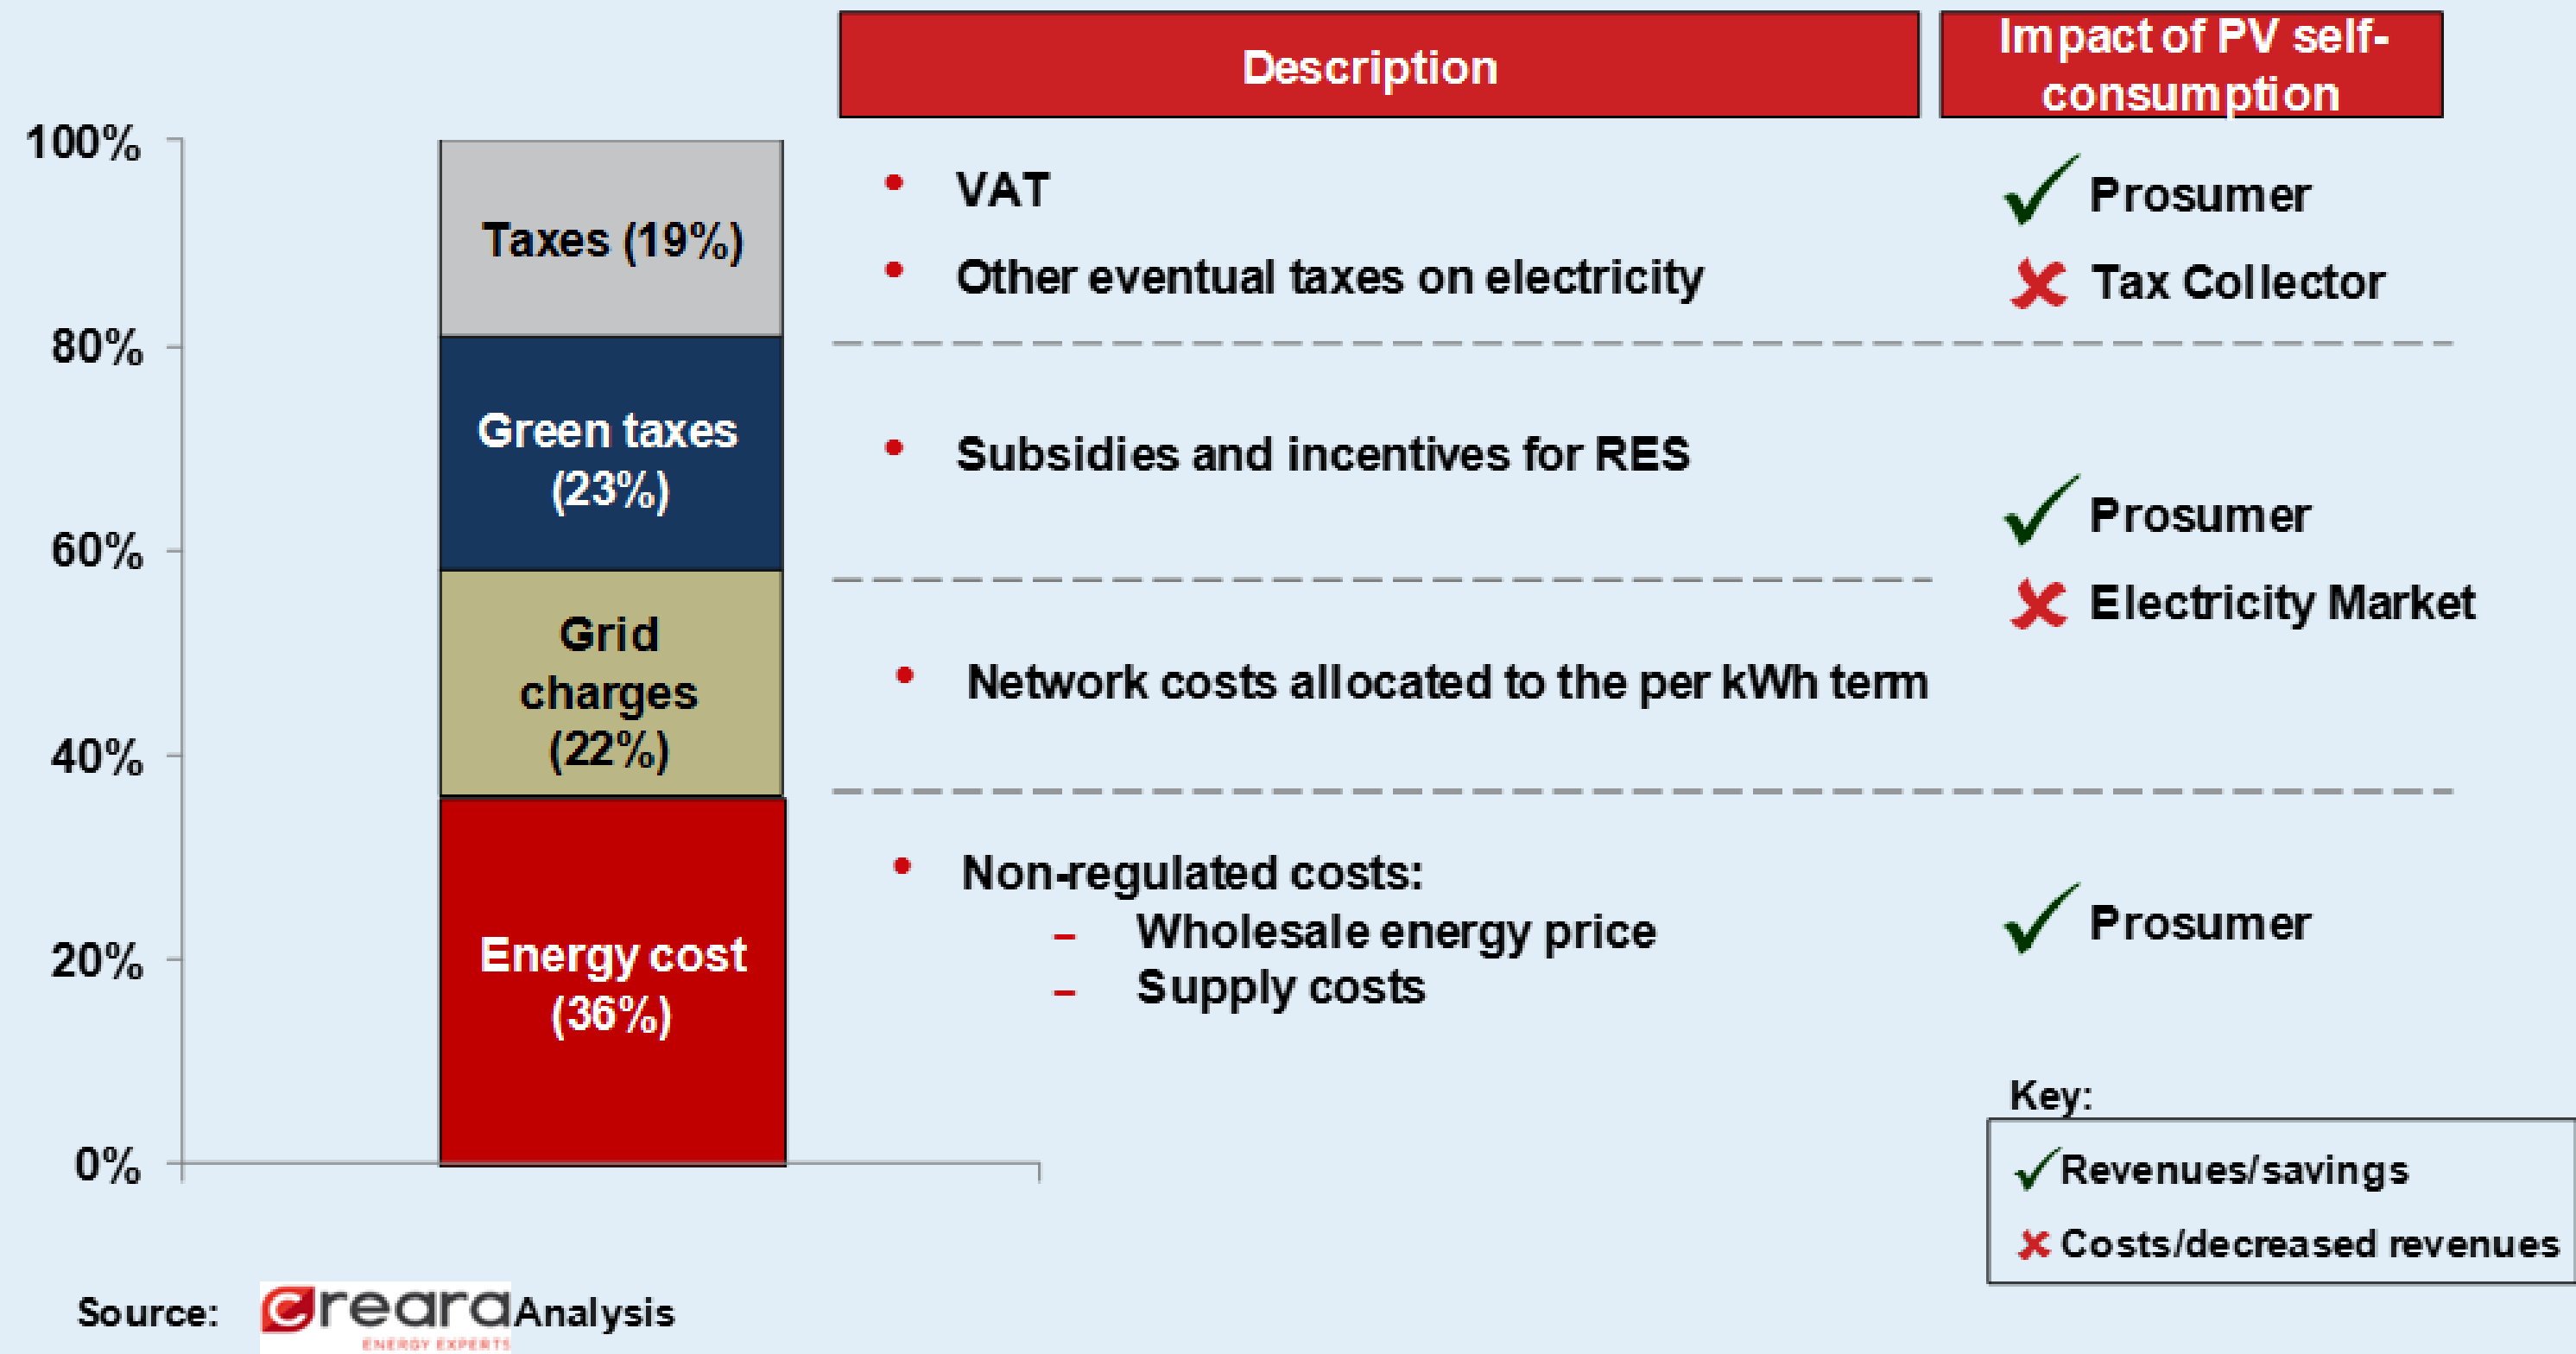 Description
Impact of PV self-
consumption
100%
80%
60%
40%
20%
0%
Taxes (19%)
Green taxes
(23%)
Grid
charges
(22%)
Energy cost
(36%)
• VAT
• Other eventual taxes on electricity
• Subsidies and incentives for RES
• Network costs allocated to the per kWh term
• Non-regulated costs:
– Wholesale energy price
– Supply costs
✓ Prosumer
✗ Tax Collector
✓ Prosumer
✗ Electricity Market
✓ Prosumer
Key:
✓ Revenues/savings
✗ Costs/decreased revenues
Source: creara Analysis
ENERGY EXPERTS